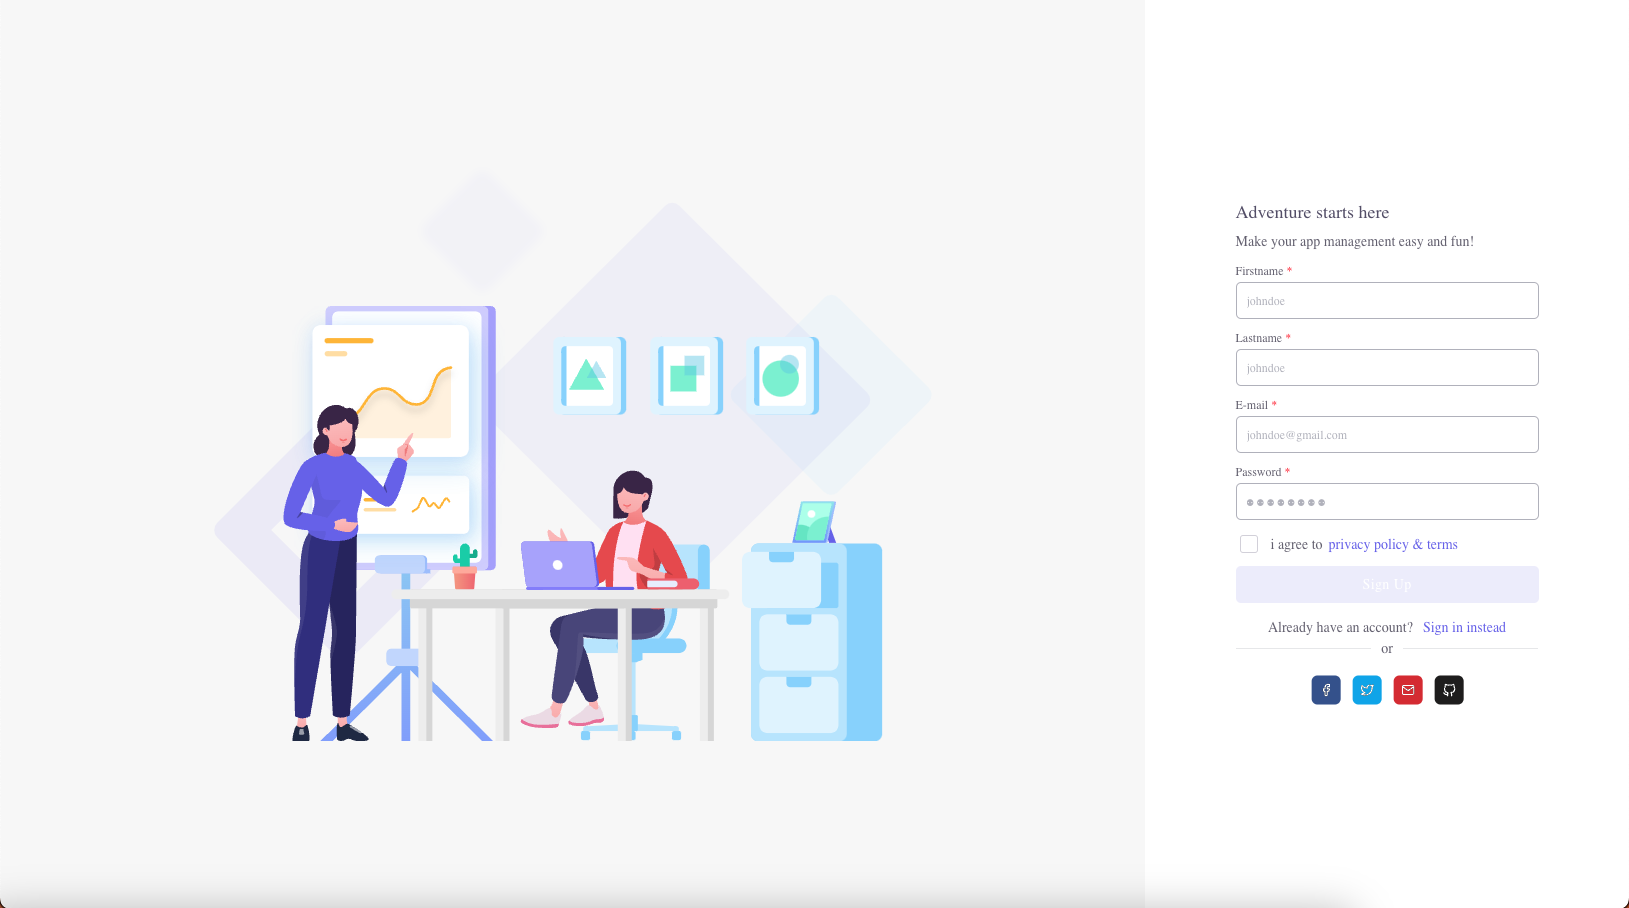 Adventure starts here
Make your app management easy and fun!
Firstname *
johndoe
Lastname *
johndoe
E-mail *
johndoe@gmail.com
Password *
i agree to privacy policy & terms
Sign Up
Already have an account? Sign in instead
or